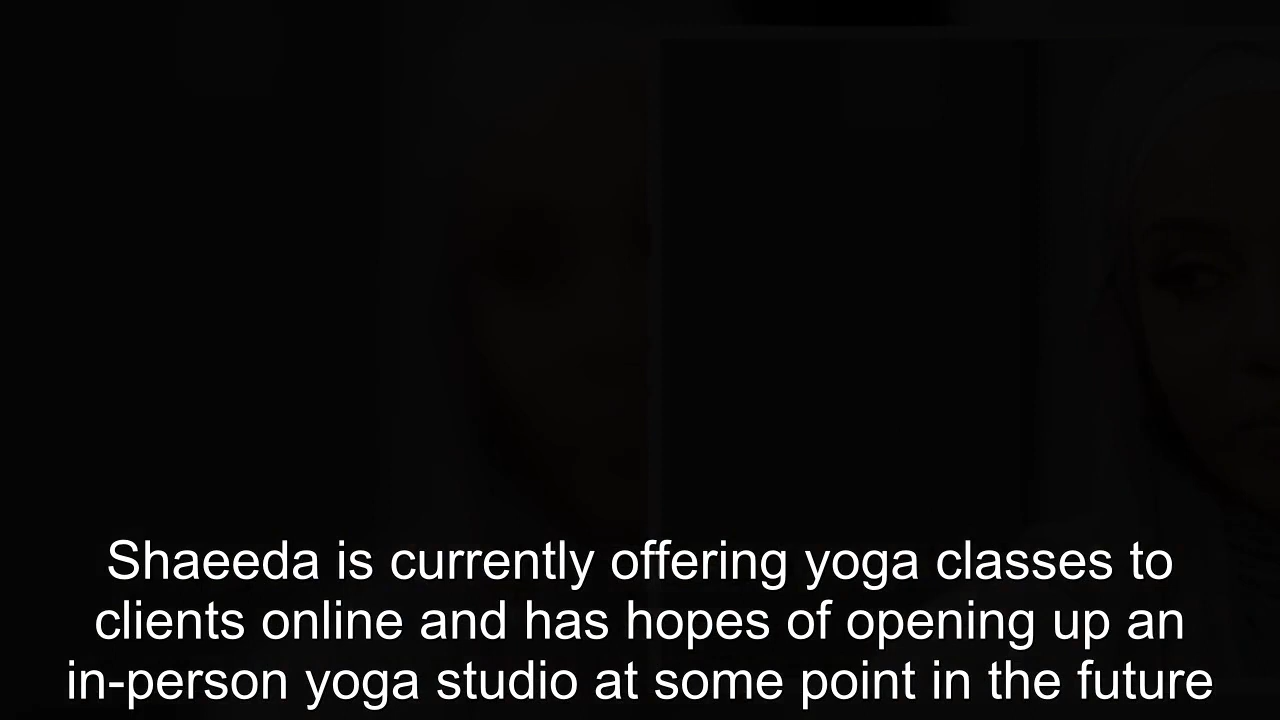 Shaeeda is currently offering yoga classes to
clients online and has hopes of opening up an
in-person yoga studio at some point in the future